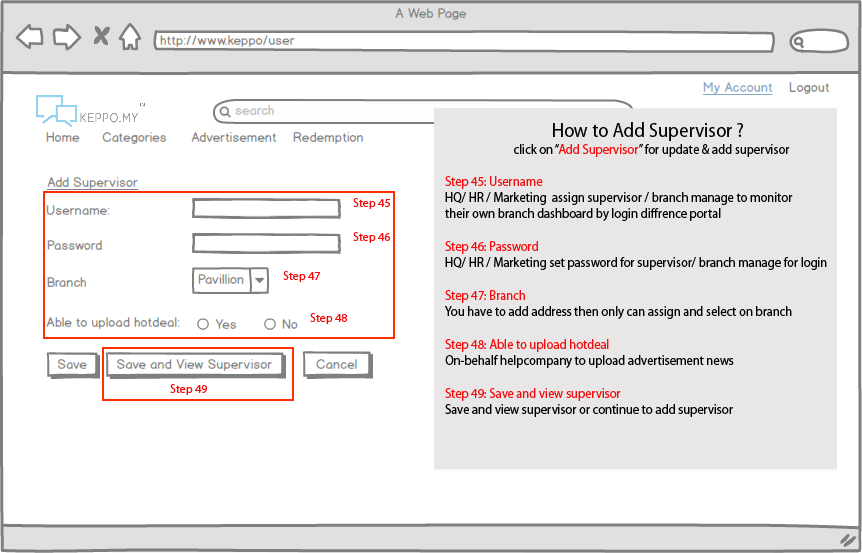 A Web Page
http://www.keppo/user
My Account Logout
KEPPO.MY
search
Home Categories Advertisement Redemption
Add Supervisor
Username: Step 45
Password Step 46
Branch Pavillion Step 47
Able to upload hotdeal: Yes No Step 48
Save Save and View Supervisor Cancel
Step 49
How to Add Supervisor ?
click on "Add Supervisor" for update & add supervisor
Step 45: Username
HQ/ HR / Marketing assign supervisor / branch manage to monitor
their own branch dashboard by login diffrence portal
Step 46: Password
HQ/ HR / Marketing set password for supervisor/ branch manage for login
Step 47: Branch
You have to add address then only can assign and select on branch
Step 48: Able to upload hotdeal
On-behalf helpcompany to upload advertisement news
Step 49: Save and view supervisor
Save and view supervisor or continue to add supervisor